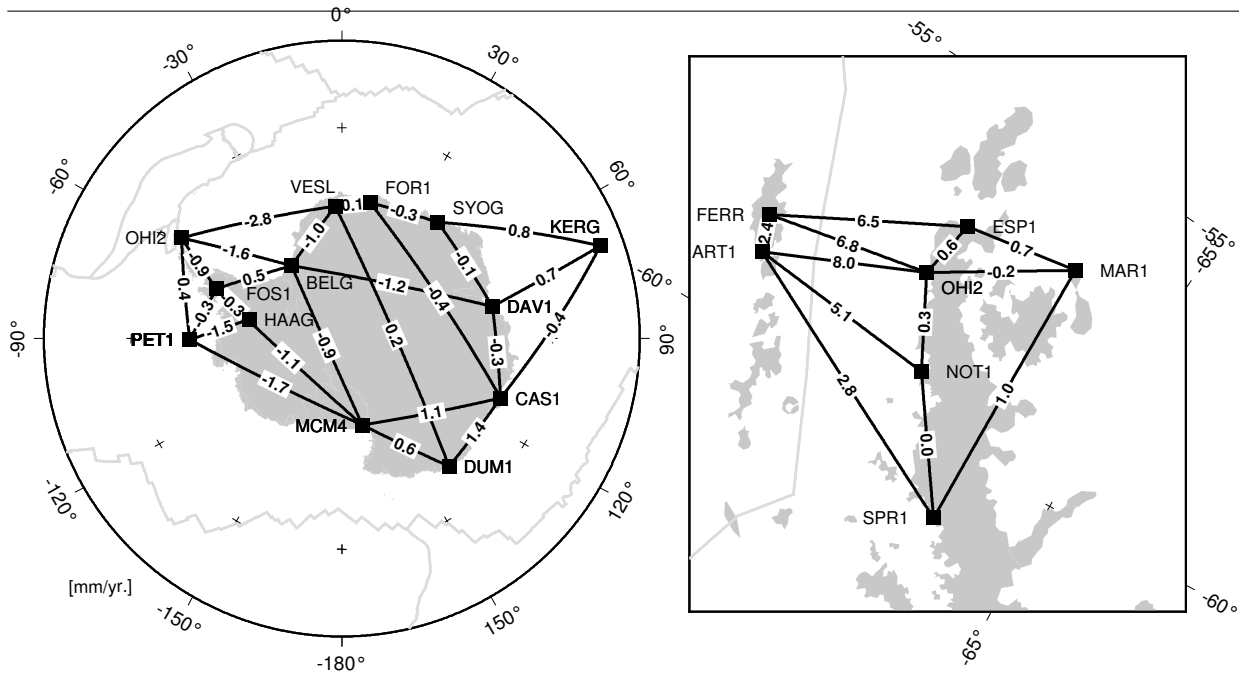 0°
-30°
30°
-55°
-60°
60°
VESL
FOR1
0.1
-0.3
SYOG
KERG
-2.8
0.8
OHI2
-1.0
-1.6
-0.1
-0.9
0.5
BELG
-1.2
0.7
-60°
0.4
FOS1
-0.4
DAV1
-0.3
0.3
HAAG
-1.5
PET1
-90°
90°
-0.9
0.2
-0.3
-0.4
-1.1
-1.7
CAS1
MCM4
1.1
1.4
0.6
DUM1
-120°
120°
[mm/yr.]
-150°
150°
-180°
FERR
6.5
ESP1
-55°
2.4
6.8
0.6
0.7
-65°
ART1
8.0
-0.2
MAR1
OHI2
5.1
0.3
NOT1
2.8
1.0
0.0
SPR1
-60°
-65°